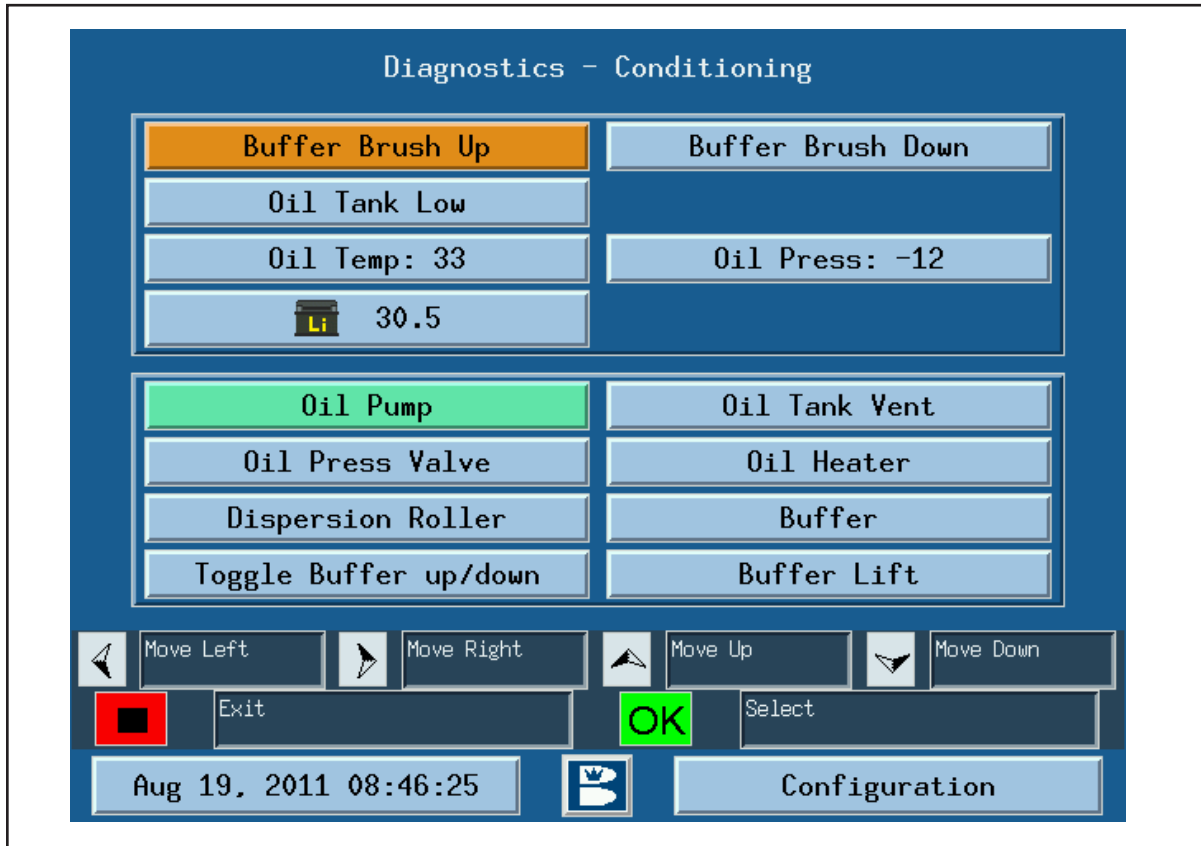 Diagnostics - Conditioning
Buffer Brush Up
Buffer Brush Down
Oil Tank Low
Oil Temp: 33
Oil Press: -12
Li 30.5
Oil Pump
Oil Tank Vent
Oil Press Valve
Oil Heater
Dispersion Roller
Buffer
Toggle Buffer up/down
Buffer Lift
Move Left
Move Right
Move Up
Move Down
Exit
OK
Select
Aug 19, 2011 08:46:25
Configuration